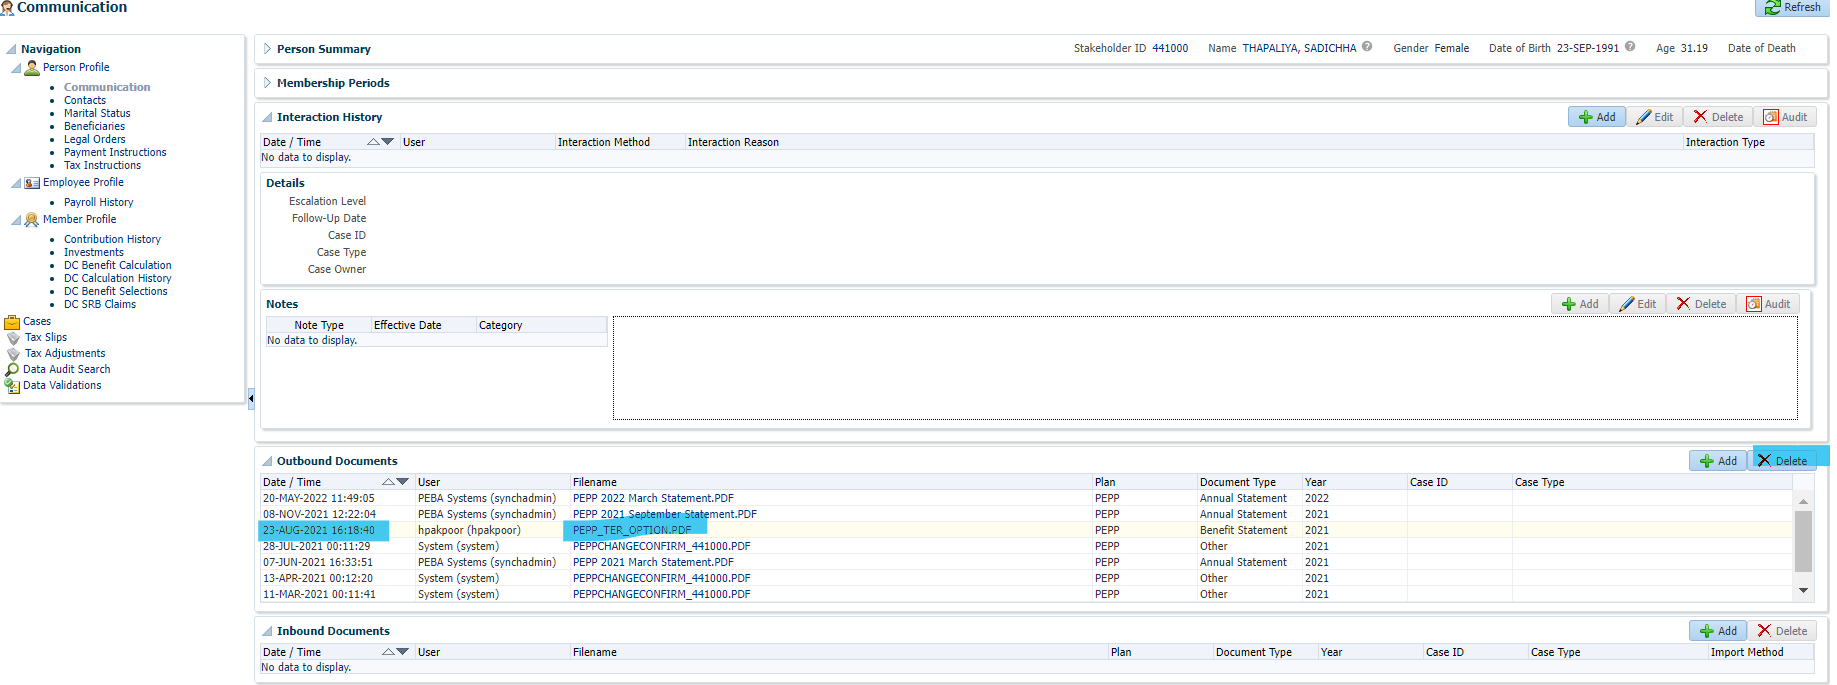 Communication
Refresh
Navigation
Person Profile
Communication
Contacts
Marital Status
Beneficiaries
Legal Orders
Payment Instructions
Tax Instructions
Employee Profile
Payroll History
Member Profile
Contribution History
Investments
DC Benefit Calculation
DC Calculation History
DC Benefit Selections
DC SRB Claims
Cases
Tax Slips
Tax Adjustments
Data Audit Search
Data Validations
Person Summary Stakeholder ID 441000 Name THAPALIYA, SADICHHA Gender Female Date of Birth 23-SEP-1991 Age 31.19 Date of Death
Membership Periods
Interaction History Add Edit Delete Audit
Date / Time User Interaction Method Interaction Reason Interaction Type
No data to display.
Details
Escalation Level
Follow-Up Date
Case ID
Case Type
Case Owner
Notes Add Edit Delete Audit
Note Type Effective Date Category
No data to display.
Outbound Documents Add Delete
Date / Time User Filename Plan Document Type Year Case ID Case Type
20-MAY-2022 11:49:05 PEBA Systems (synchadmin) PEPP 2022 March Statement.PDF PEPP Annual Statement 2022
08-NOV-2021 12:22:04 PEBA Systems (synchadmin) PEPP 2021 September Statement.PDF PEPP Annual Statement 2021
23-AUG-2021 16:18:40 hpakpoor (hpakpoor) PEPP_TER_OPTION.PDF PEPP Benefit Statement 2021
28-JUL-2021 00:11:29 System (system) PEPPCHANGECONFIRM_441000.PDF PEPP Other 2021
07-JUN-2021 16:33:51 PEBA Systems (synchadmin) PEPP 2021 March Statement.PDF PEPP Annual Statement 2021
13-APR-2021 00:12:20 System (system) PEPPCHANGECONFIRM_441000.PDF PEPP Other 2021
11-MAR-2021 00:11:41 System (system) PEPPCHANGECONFIRM_441000.PDF PEPP Other 2021
Inbound Documents Add Delete
Date / Time User Filename Plan Document Type Year Case ID Case Type Import Method
No data to display.